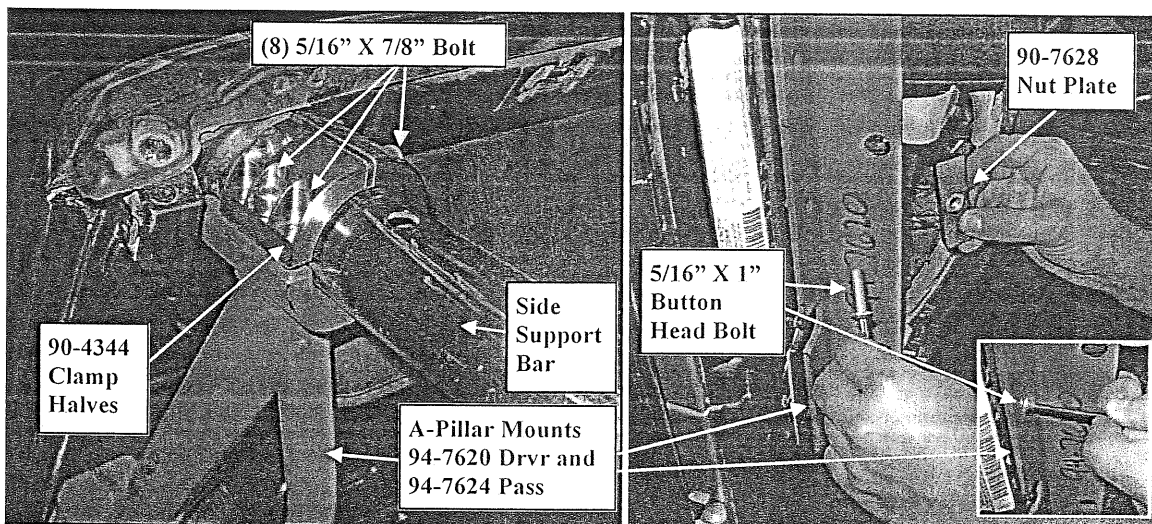 (8) 5/16” X 7/8” Bolt
90-4344
Clamp
Halves
Side
Support
Bar
A-Pillar Mounts
94-7620 Drvr and
94-7624 Pass
90-7628
Nut Plate
5/16” X 1”
Button
Head Bolt